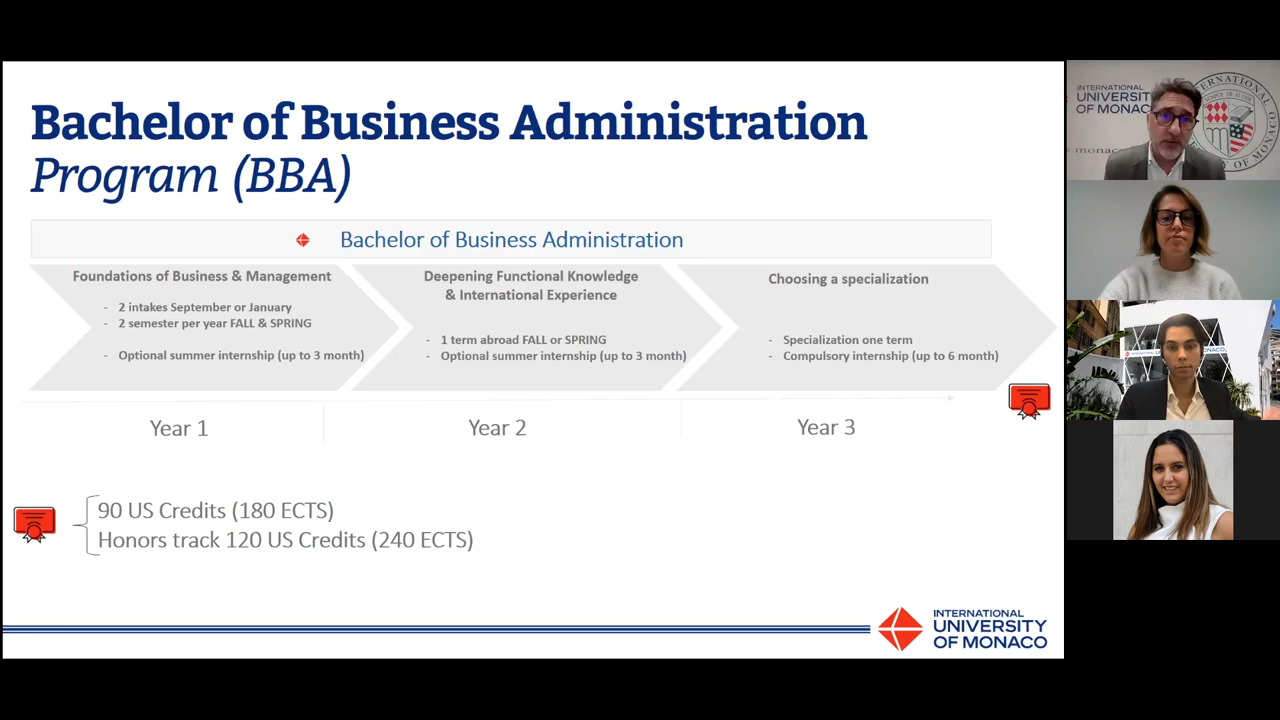 Bachelor of Business Administration
Program (BBA)
Bachelor of Business Administration
Foundations of Business & Management
- 2 intakes September or January
- 2 semester per year FALL & SPRING
- Optional summer internship (up to 3 month)
Deepening Functional Knowledge
& International Experience
- 1 term abroad FALL or SPRING
- Optional summer internship (up to 3 month)
Choosing a specialization
- Specialization one term
- Compulsory internship (up to 6 month)
Year 1
Year 2
Year 3
90 US Credits (180 ECTS)
Honors track 120 US Credits (240 ECTS)
INTERNATIONAL
UNIVERSITY
OF MONACO
INTERNATIONAL
UNIVERSITY
OF MONACO